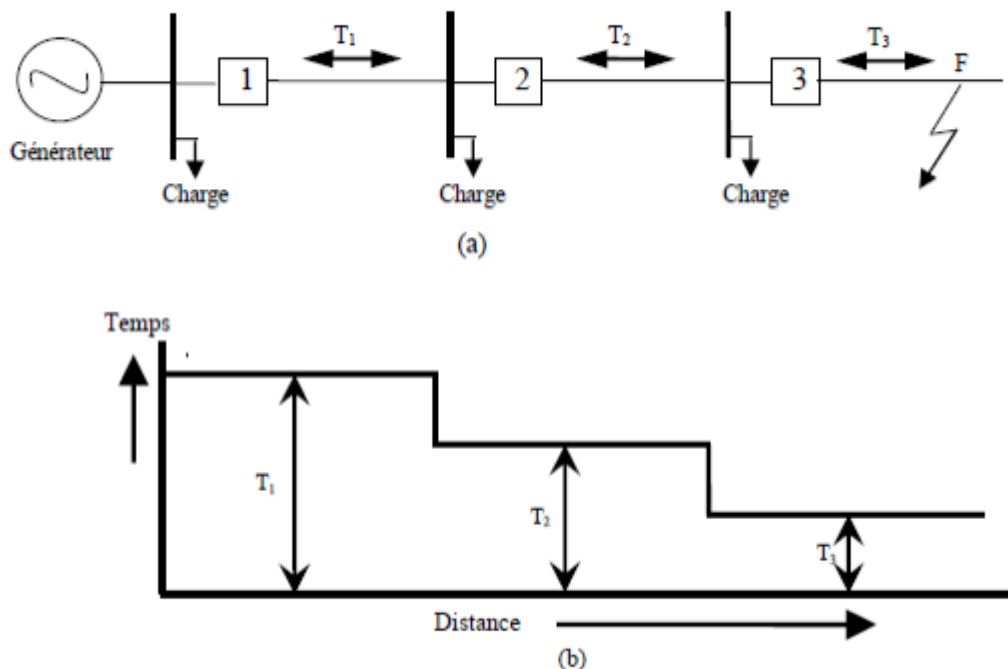 T1 T2 T3 F
1 2 3
Générateur
Charge Charge Charge
(a)
Temps
T1 T2 T3
Distance
(b)